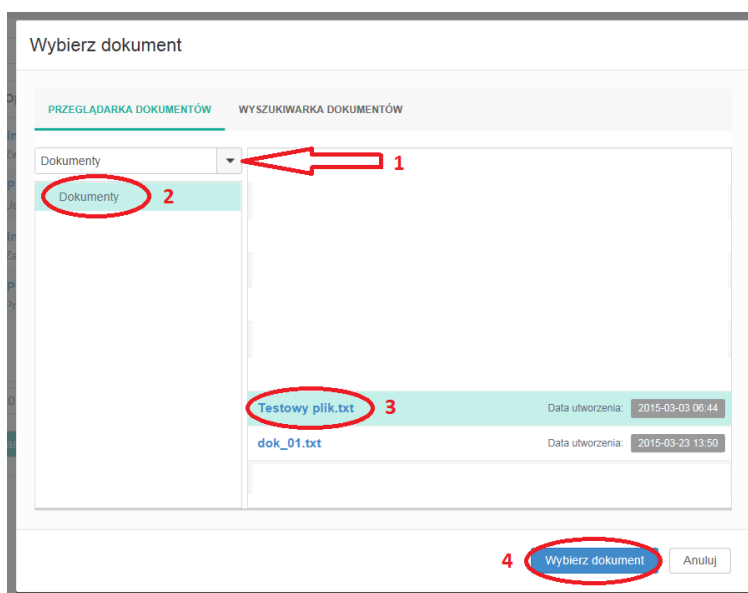 Wybierz dokument
PRZEGLĄDARKA DOKUMENTÓW WYSZUKIWARKA DOKUMENTÓW
Dokumenty 1
Dokumenty 2
Testowy plik.txt 3 Data utworzenia: 2015-03-03 06:44
dok_01.txt Data utworzenia: 2015-03-23 13:50
4 Wybierz dokument Anuluj